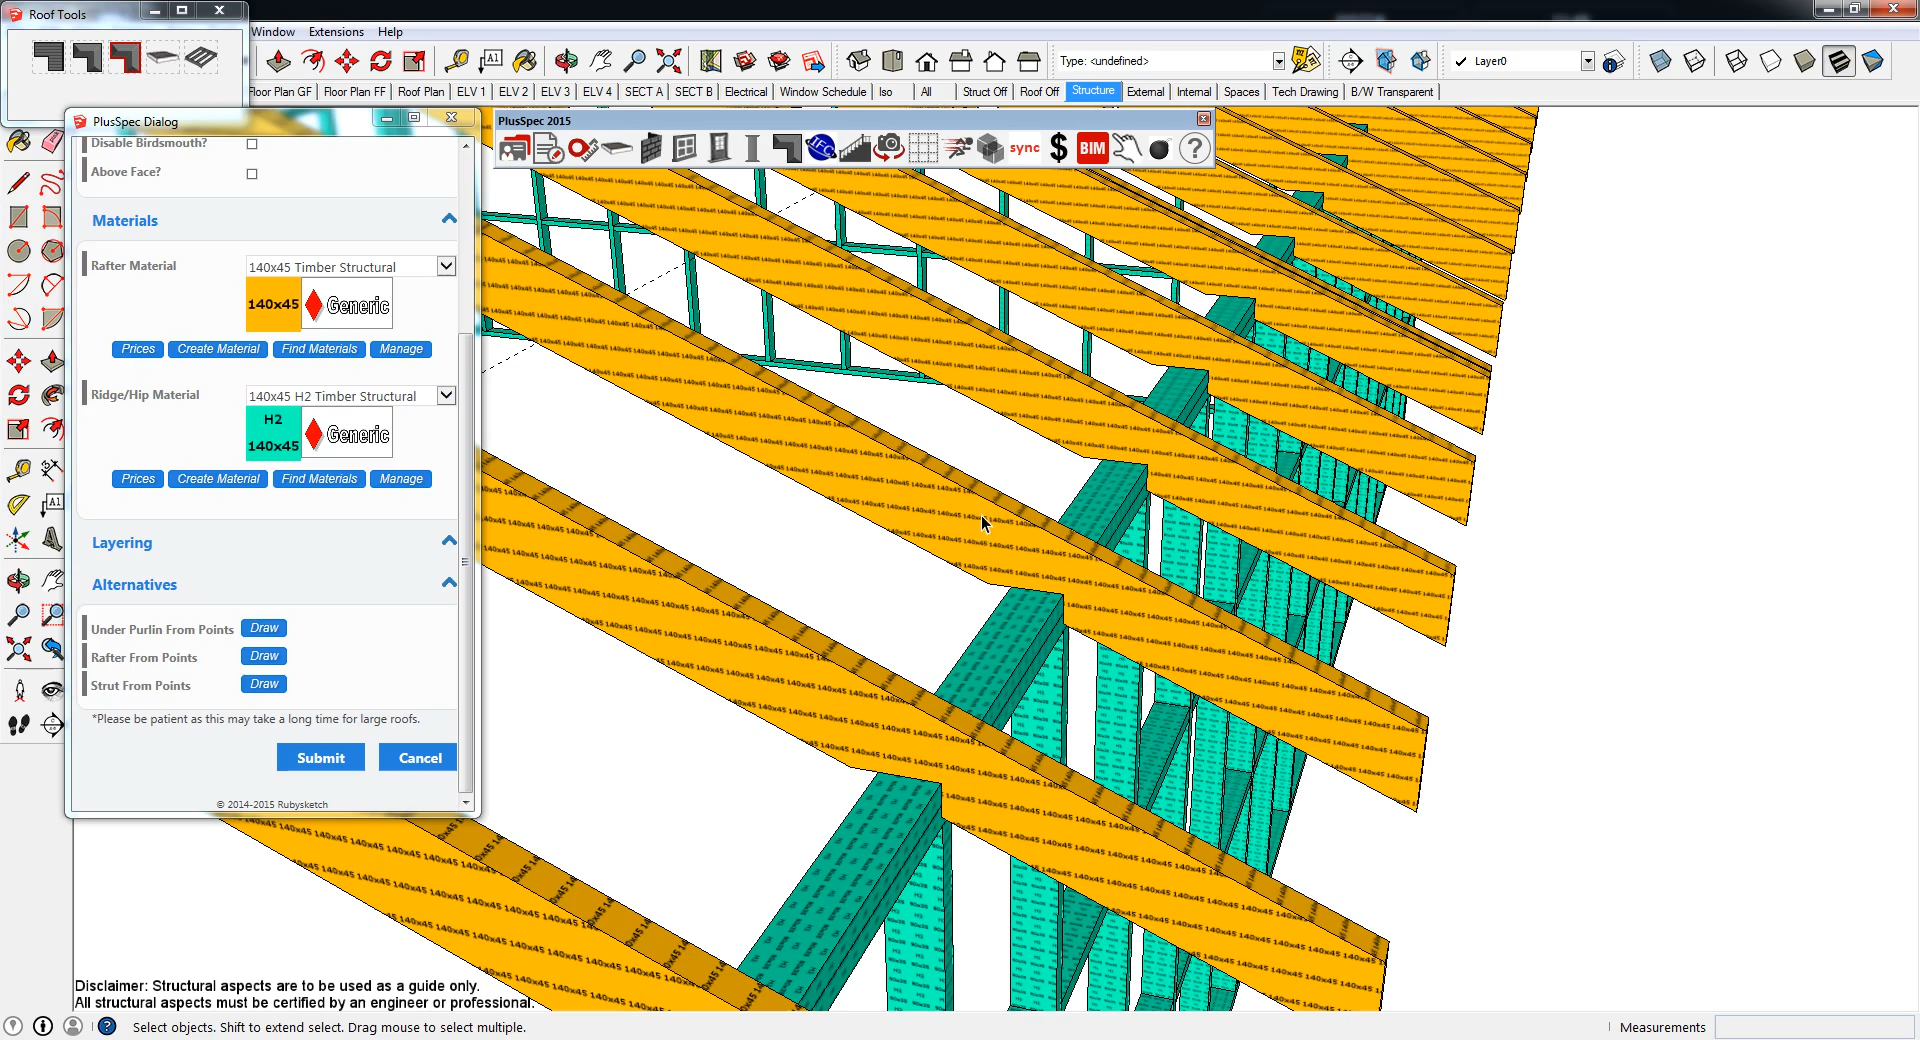 Roof Tools
Window Extensions Help
Type: <undefined>
Layer0
Floor Plan GF Floor Plan FF Roof Plan ELV 1 ELV 2 ELV 3 ELV 4 SECT A SECT B Electrical Window Schedule Iso All Struct Off Roof Off Structure External Internal Spaces Tech Drawing B/W Transparent
PlusSpec Dialog
PlusSpec 2015
IFC sync $ BIM ?
Disable Birdsmouth?
Above Face?
Materials
Rafter Material 140x45 Timber Structural
140x45 Generic
Prices Create Material Find Materials Manage
Ridge/Hip Material 140x45 H2 Timber Structural
H2
140x45 Generic
Prices Create Material Find Materials Manage
Layering
Alternatives
Under Purlin From Points Draw
Rafter From Points Draw
Strut From Points Draw
*Please be patient as this may take a long time for large roofs.
Submit Cancel
© 2014-2015 Rubysketch
Disclaimer: Structural aspects are to be used as a guide only.
All structural aspects must be certified by an engineer or professional.
Select objects. Shift to extend select. Drag mouse to select multiple.
Measurements